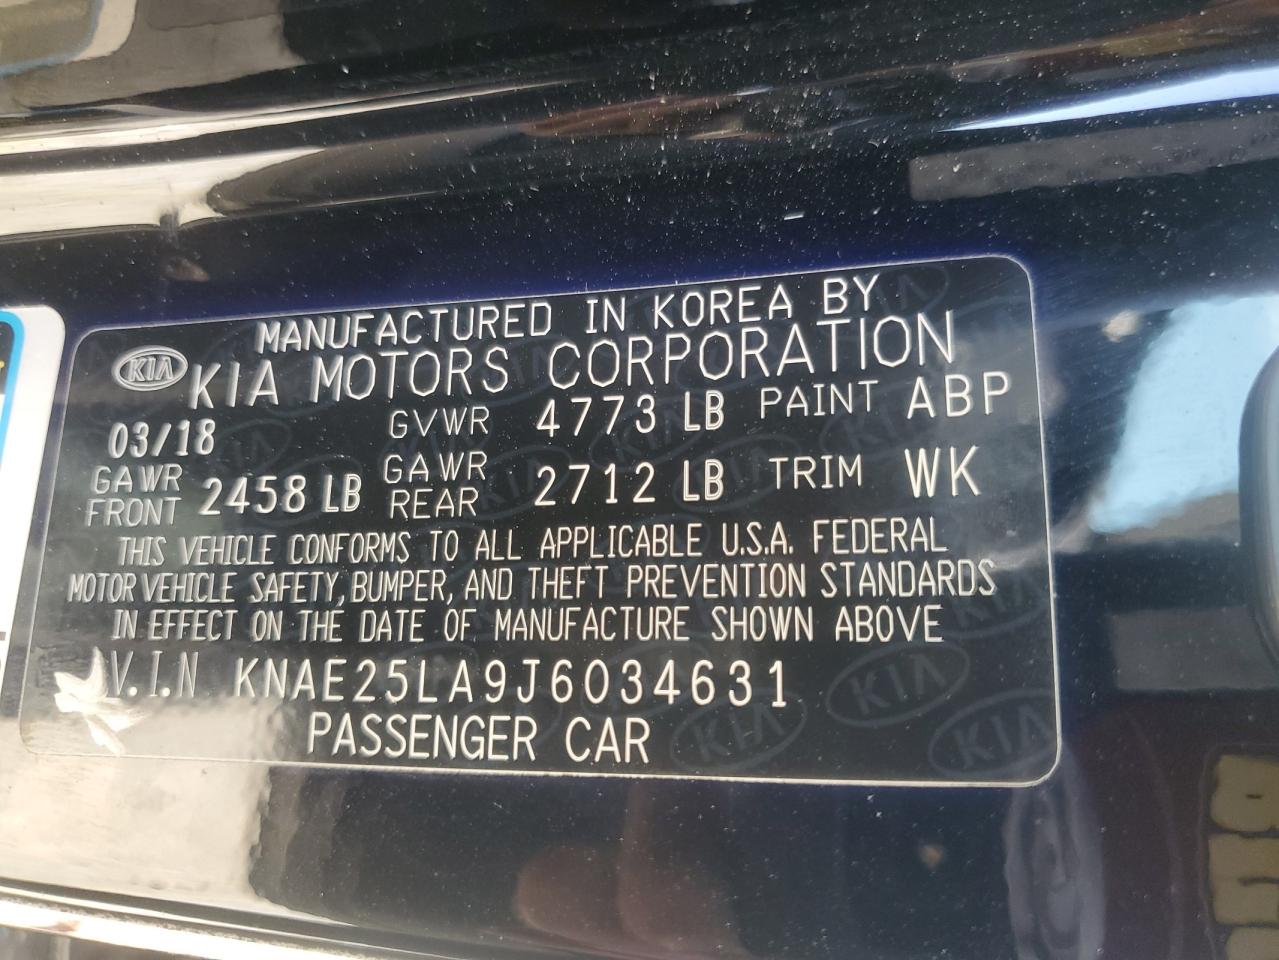 MANUFACTURED IN KOREA BY
KIA KIA MOTORS CORPORATION
03/18 GVWR 4773 LB PAINT ABP
GAWR FRONT 2458 LB GAWR REAR 2712 LB TRIM WK
THIS VEHICLE CONFORMS TO ALL APPLICABLE U.S.A. FEDERAL
MOTOR VEHICLE SAFETY, BUMPER, AND THEFT PREVENTION STANDARDS
IN EFFECT ON THE DATE OF MANUFACTURE SHOWN ABOVE
V.I.N KNAE25LA9J6034631
PASSENGER CAR